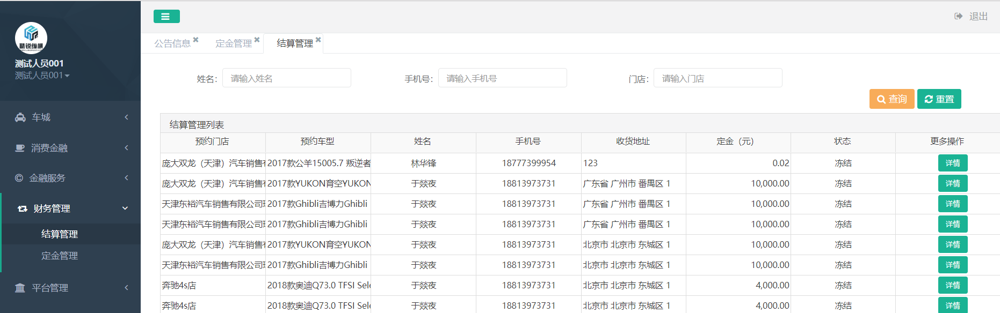 精锐纵横
测试人员001
测试人员001
车城
消费金融
金融服务
财务管理
结算管理
定金管理
平台管理
退出
公告信息 定金管理 结算管理
姓名: 请输入姓名 手机号: 请输入手机号 门店: 请输入门店
查询 重置
结算管理列表
预约门店 预约车型 姓名 手机号 收货地址 定金（元） 状态 更多操作
庞大双龙（天津）汽车销售 2017款公羊15005.7 叛逆者 林华锋 18777399954 123 0.02 冻结 详情
庞大双龙（天津）汽车销售 2017款YUKON育空YUKON 于燚夜 18813973731 广东省 广州市 番禺区 1 10,000.00 冻结 详情
天津东裕汽车销售有限公司 2017款Ghibli吉博力Ghibli 于燚夜 18813973731 广东省 广州市 番禺区 1 10,000.00 冻结 详情
天津东裕汽车销售有限公司 2017款Ghibli吉博力Ghibli 于燚夜 18813973731 广东省 广州市 番禺区 1 10,000.00 冻结 详情
庞大双龙（天津）汽车销售 2017款YUKON育空YUKON 于燚夜 18813973731 北京市 北京市 东城区 1 10,000.00 冻结 详情
天津东裕汽车销售有限公司 2017款Ghibli吉博力Ghibli 于燚夜 18813973731 北京市 北京市 东城区 1 10,000.00 冻结 详情
奔驰4s店 2018款奥迪Q73.0 TFSI Sele 于燚夜 18813973731 北京市 北京市 东城区 1 4,000.00 冻结 详情
奔驰4s店 2018款奥迪Q73.0 TFSI Sele 于燚夜 18813973731 北京市 北京市 东城区 1 4,000.00 冻结 详情